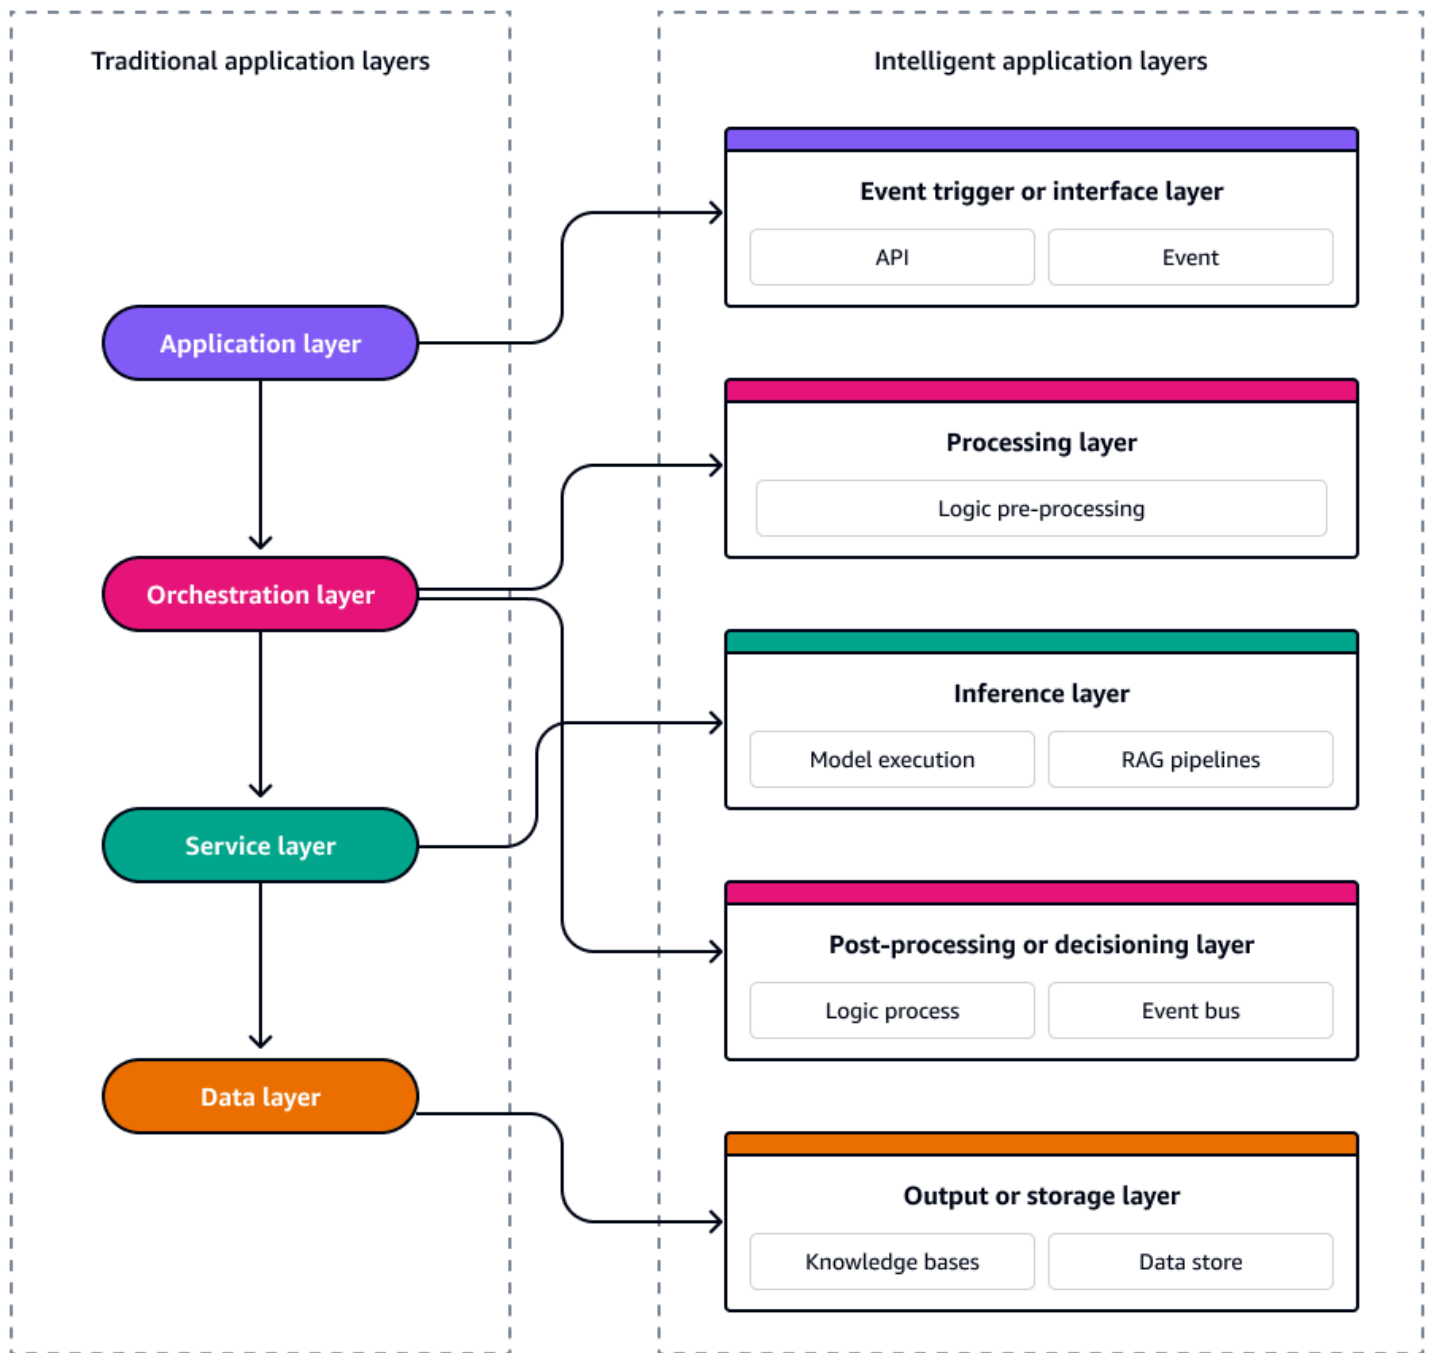 Traditional application layers
Intelligent application layers
Application layer
Orchestration layer
Service layer
Data layer
Event trigger or interface layer
API
Event
Processing layer
Logic pre-processing
Inference layer
Model execution
RAG pipelines
Post-processing or decisioning layer
Logic process
Event bus
Output or storage layer
Knowledge bases
Data store